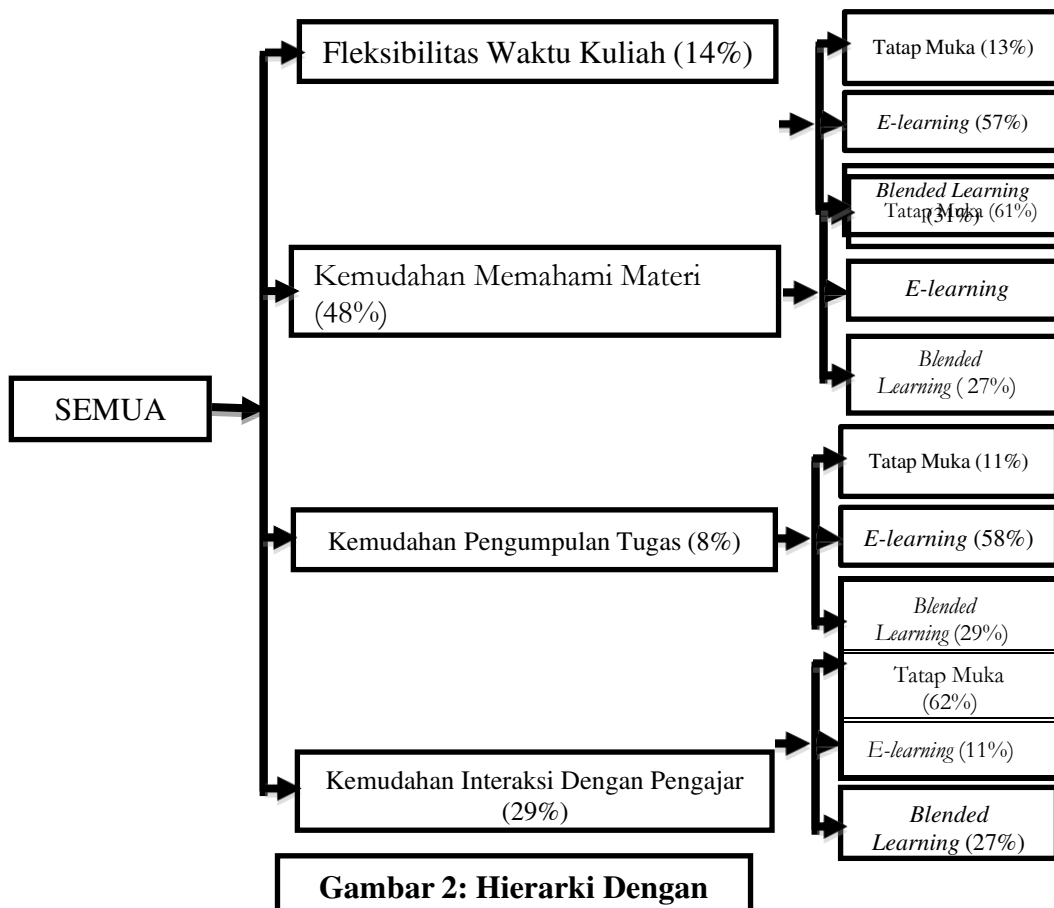 Fleksibilitas Waktu Kuliah (14%)
Tatap Muka (13%)
E-learning (57%)
Blended Learning
(31%)
Tatap Muka (61%)
Kemudahan Memahami Materi
(48%)
E-learning
Blended
Learning ( 27%)
SEMUA
Tatap Muka (11%)
Kemudahan Pengumpulan Tugas (8%)
E-learning (58%)
Blended
Learning (29%)
Tatap Muka
(62%)
E-learning (11%)
Kemudahan Interaksi Dengan Pengajar
(29%)
Blended
Learning (27%)
Gambar 2: Hierarki Dengan